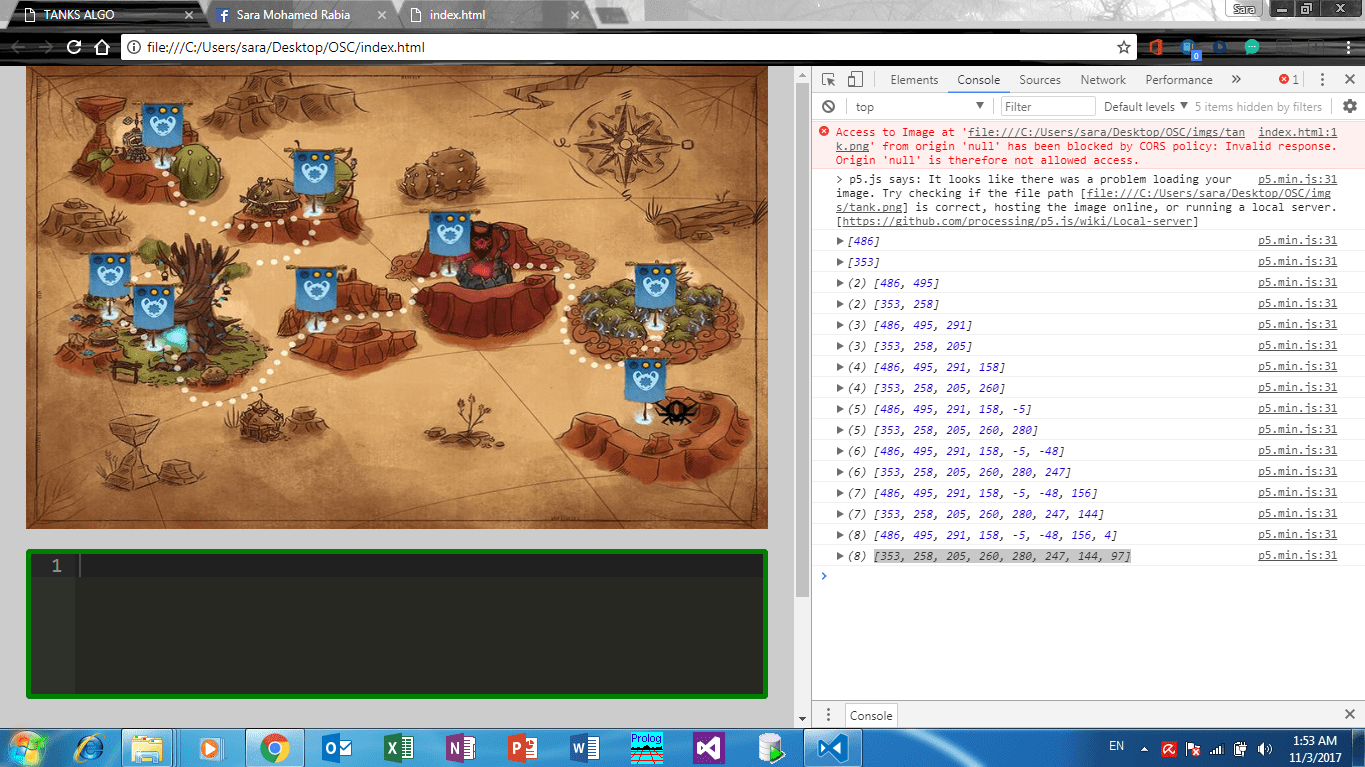 TANKS ALGO
Sara Mohamed Rabia
index.html
Sara
file:///C:/Users/sara/Desktop/OSC/index.html
0
Elements Console Sources Network Performance
1
top
Filter
Default levels
5 items hidden by filters
Access to Image at 'file:///C:/Users/sara/Desktop/OSC/imgs/tan index.html:1
k.png' from origin 'null' has been blocked by CORS policy: Invalid response.
Origin 'null' is therefore not allowed access.
> p5.js says: It looks like there was a problem loading your p5.min.js:31
image. Try checking if the file path [file:///C:/Users/sara/Desktop/OSC/img
s/tank.png] is correct, hosting the image online, or running a local server.
[https://github.com/processing/p5.js/wiki/Local-server]
[486] p5.min.js:31
[353] p5.min.js:31
(2) [486, 495] p5.min.js:31
(2) [353, 258] p5.min.js:31
(3) [486, 495, 291] p5.min.js:31
(3) [353, 258, 205] p5.min.js:31
(4) [486, 495, 291, 158] p5.min.js:31
(4) [353, 258, 205, 260] p5.min.js:31
(5) [486, 495, 291, 158, -5] p5.min.js:31
(5) [353, 258, 205, 260, 280] p5.min.js:31
(6) [486, 495, 291, 158, -5, -48] p5.min.js:31
(6) [353, 258, 205, 260, 280, 247] p5.min.js:31
(7) [486, 495, 291, 158, -5, -48, 156] p5.min.js:31
(7) [353, 258, 205, 260, 280, 247, 144] p5.min.js:31
(8) [486, 495, 291, 158, -5, -48, 156, 4] p5.min.js:31
(8) [353, 258, 205, 260, 280, 247, 144, 97] p5.min.js:31
1
Console
Prolog
EN
1:53 AM
11/3/2017